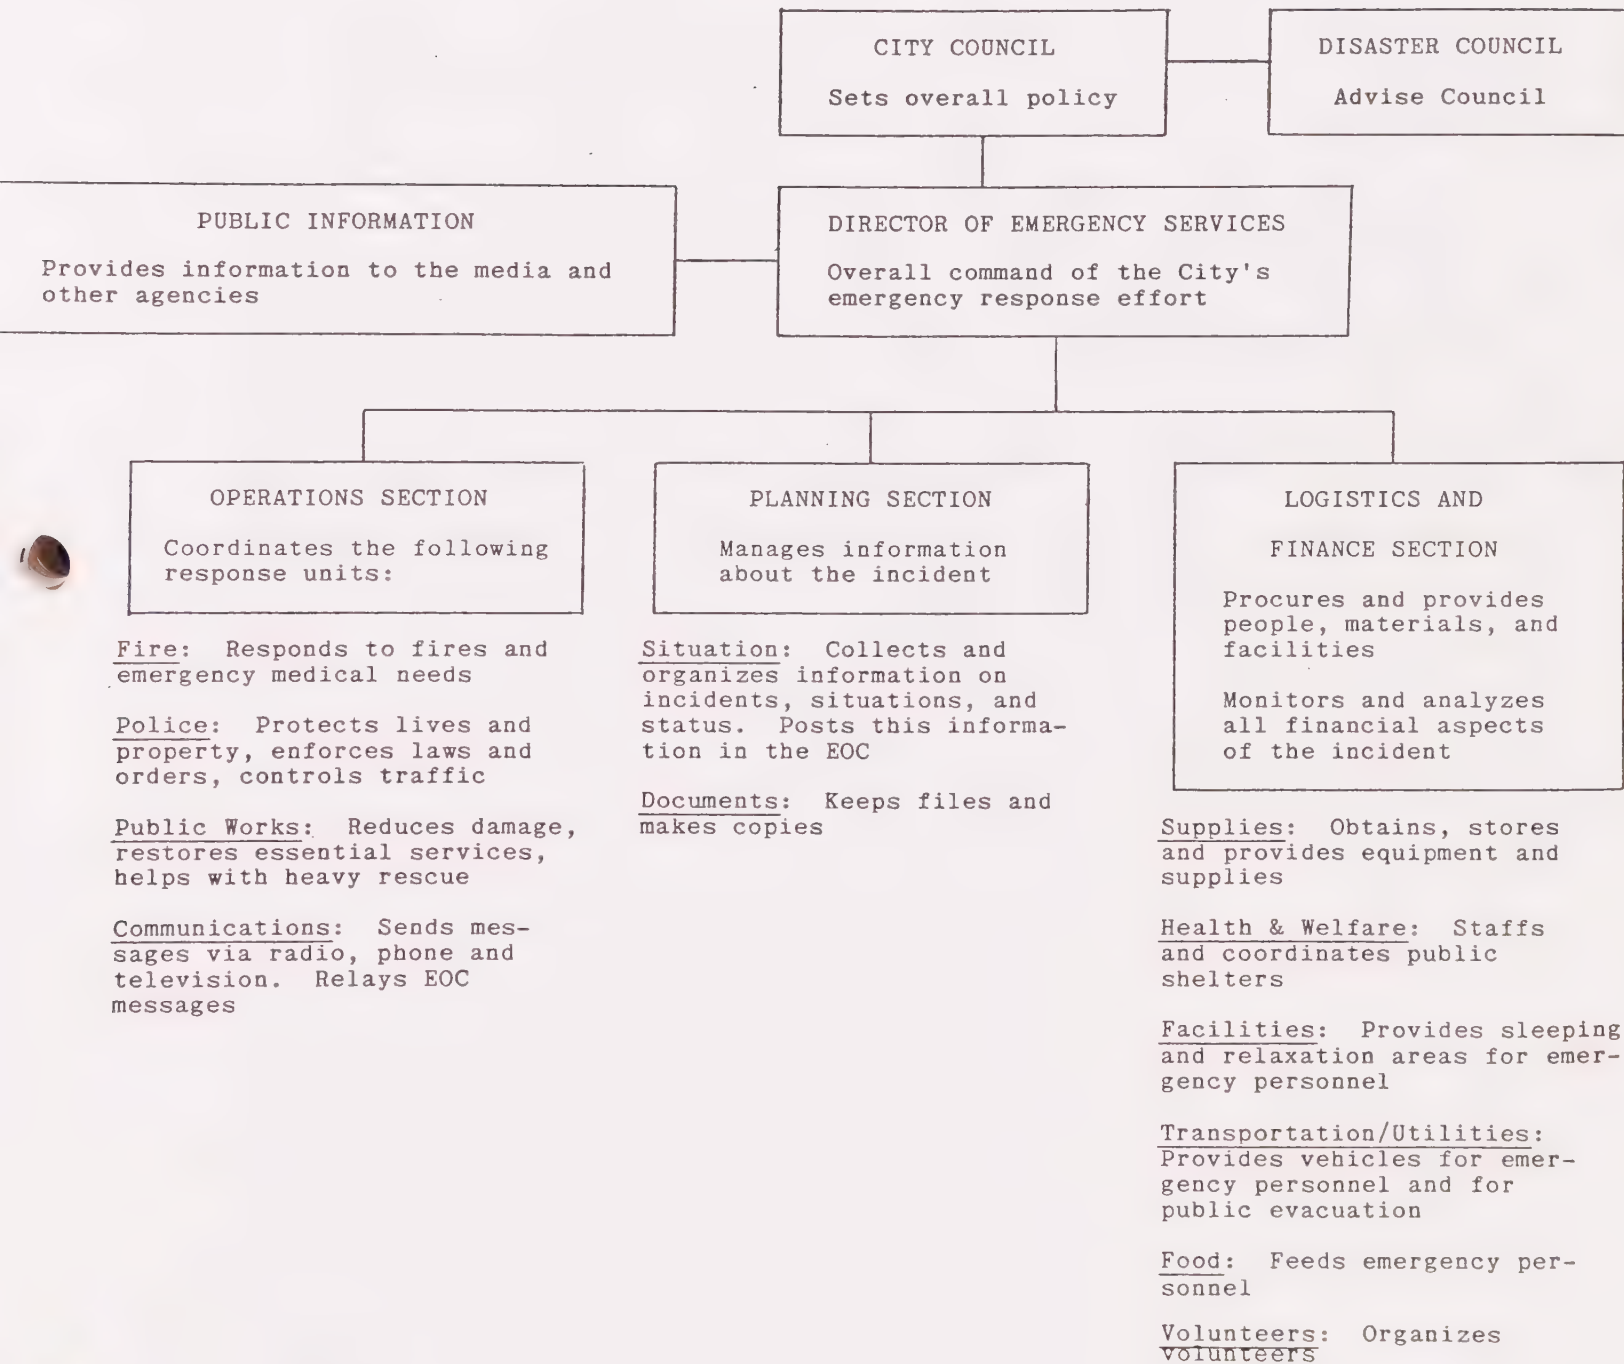 CITY COUNCIL
Sets overall policy
DISASTER COUNCIL
Advise Council
PUBLIC INFORMATION
Provides information to the media and
other agencies
DIRECTOR OF EMERGENCY SERVICES
Overall command of the City's
emergency response effort
OPERATIONS SECTION
Coordinates the following
response units:
Fire: Responds to fires and
emergency medical needs
Police: Protects lives and
property, enforces laws and
orders, controls traffic
Public Works: Reduces damage,
restores essential services,
helps with heavy rescue
Communications: Sends mes-
sages via radio, phone and
television. Relays EOC
messages
PLANNING SECTION
Manages information
about the incident
Situation: Collects and
organizes information on
incidents, situations, and
status. Posts this informa-
tion in the EOC
Documents: Keeps files and
makes copies
LOGISTICS AND
FINANCE SECTION
Procures and provides
people, materials, and
facilities
Monitors and analyzes
all financial aspects
of the incident
Supplies: Obtains, stores
and provides equipment and
supplies
Health & Welfare: Staffs
and coordinates public
shelters
Facilities: Provides sleeping
and relaxation areas for emer-
gency personnel
Transportation/Utilities:
Provides vehicles for emer-
gency personnel and for
public evacuation
Food: Feeds emergency per-
sonnel
Volunteers: Organizes
volunteers